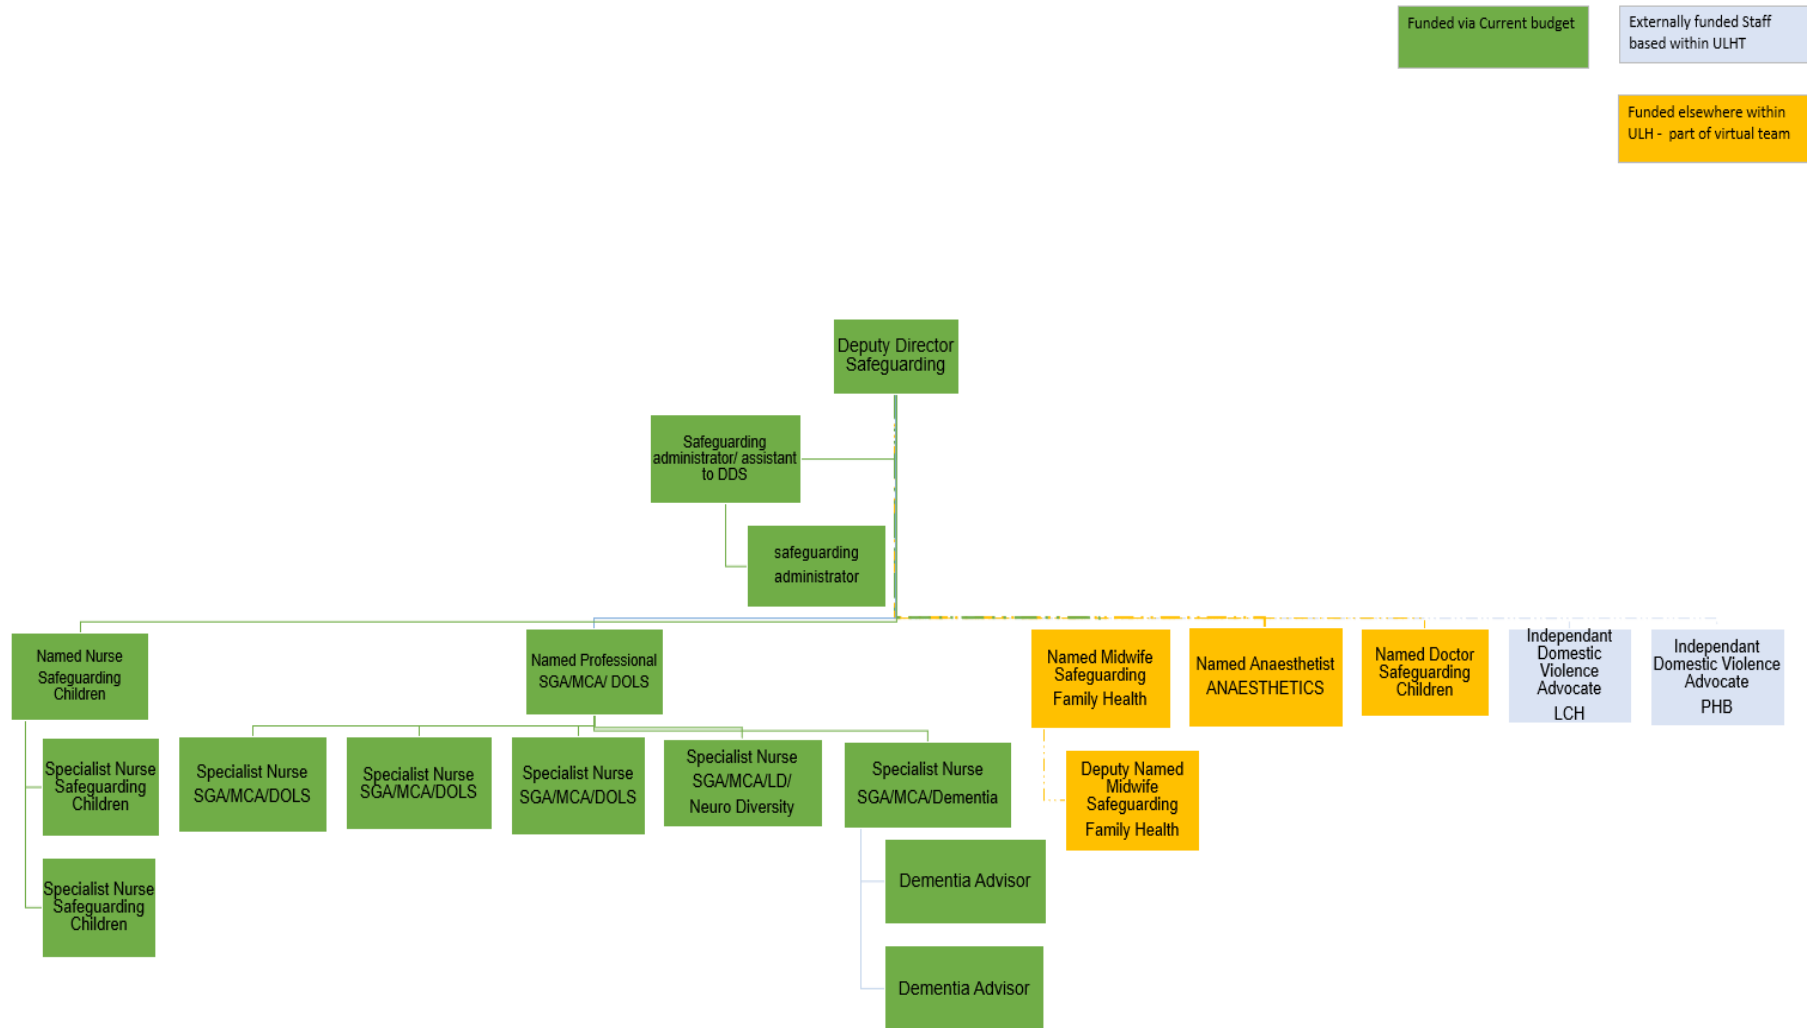 Funded via Current budget
Externally funded Staff
based within ULHT
Funded elsewhere within
ULH - part of virtual team
Deputy Director
Safeguarding
Safeguarding
administrator/ assistant
to DDS
safeguarding
administrator
Named Nurse
Safeguarding
Children
Named Professional
SGA/MCA/ DOLS
Named Midwife
Safeguarding
Family Health
Named Anaesthetist
ANAESTHETICS
Named Doctor
Safeguarding
Children
Independant
Domestic
Violence
Advocate
LCH
Independant
Domestic Violence
Advocate
PHB
Specialist Nurse
Safeguarding
Children
Specialist Nurse
SGA/MCA/DOLS
Specialist Nurse
SGA/MCA/DOLS
Specialist Nurse
SGA/MCA/DOLS
Specialist Nurse
SGA/MCA/LD/
Neuro Diversity
Specialist Nurse
SGA/MCA/Dementia
Deputy Named
Midwife
Safeguarding
Family Health
Specialist Nurse
Safeguarding
Children
Dementia Advisor
Dementia Advisor